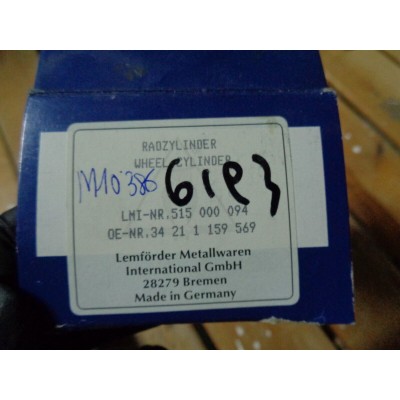 RADZYLINDER
WHEEL CYLINDER
M10386
LMI-NR.515 000 094
OE-NR.34 21 1 159 569
Lemförder Metallwaren
International GmbH
28279 Bremen
Made in Germany